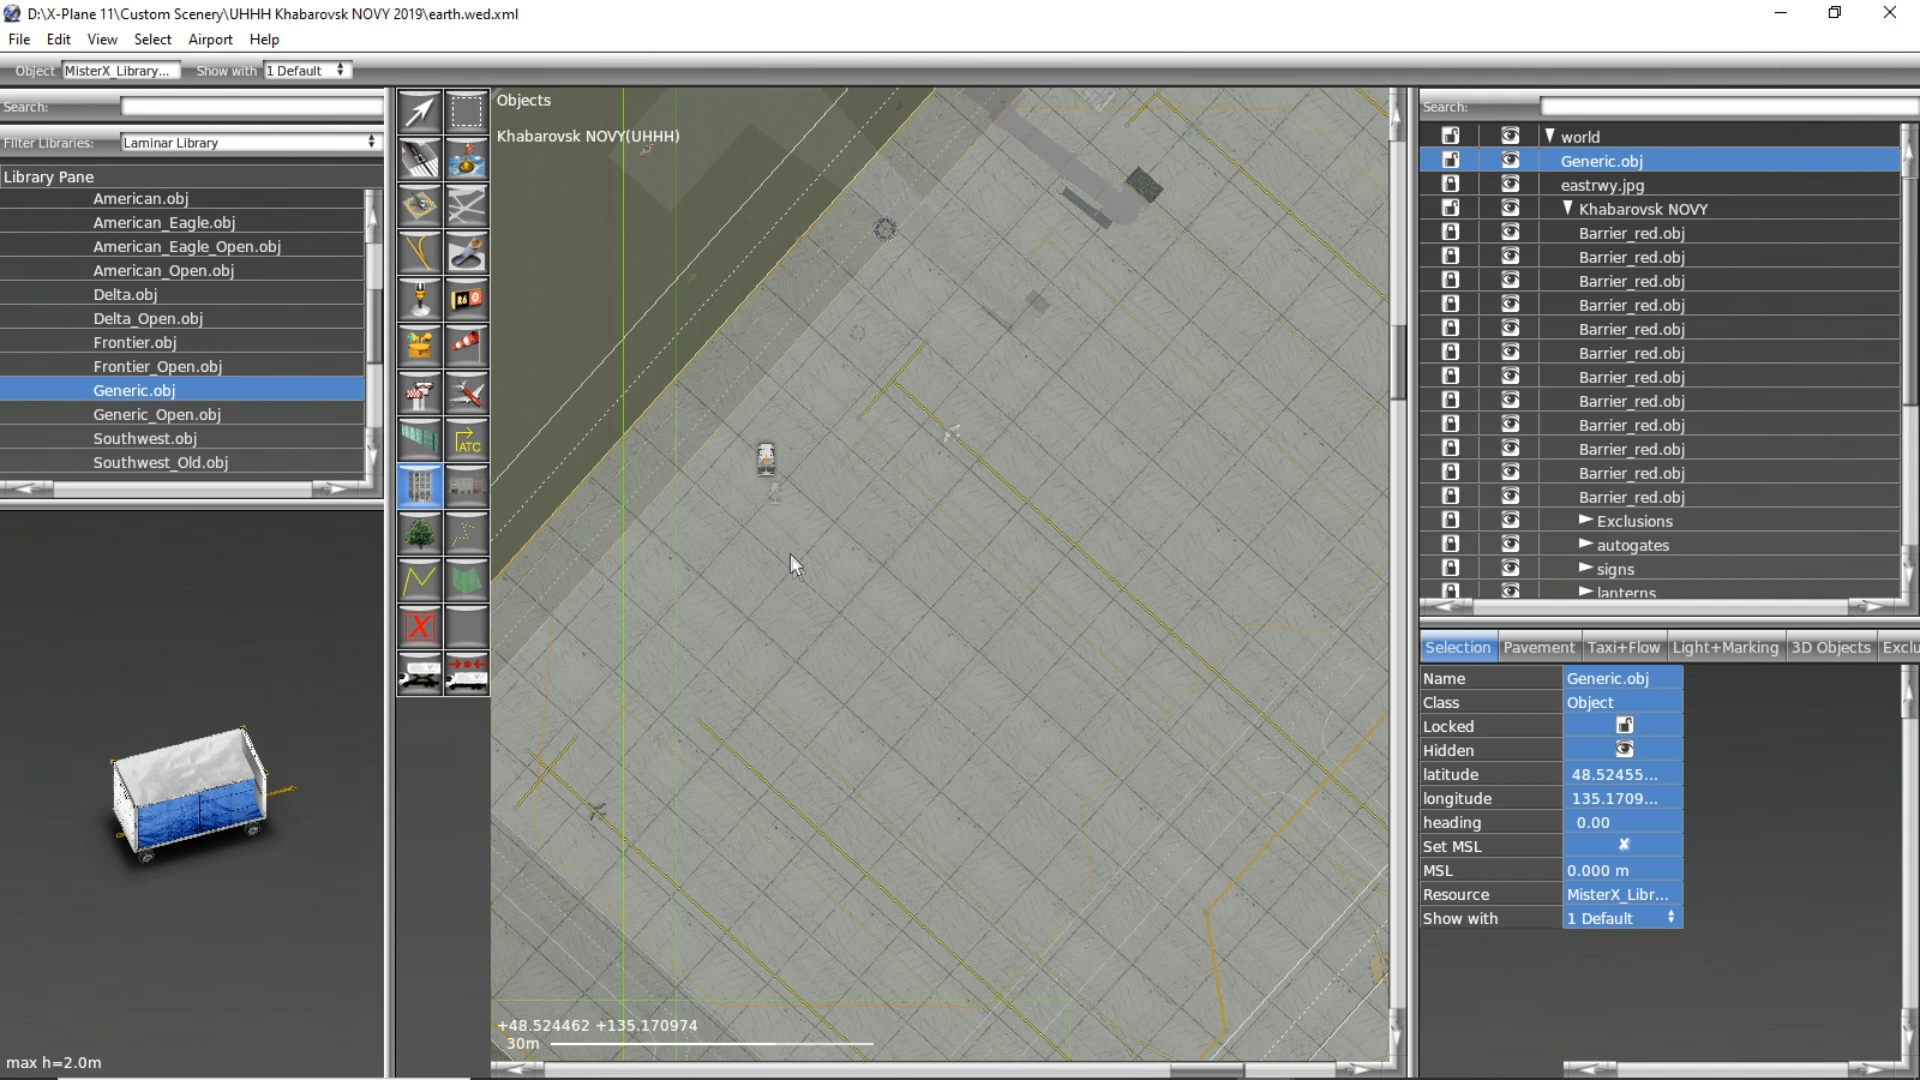 D:\X-Plane 11\Custom Scenery\UHHH Khabarovsk NOVY 2019\earth.wed.xml
File Edit View Select Airport Help
Object MisterX_Library... Show with 1 Default
Search:
Filter Libraries: Laminar Library
Library Pane
American.obj
American_Eagle.obj
American_Eagle_Open.obj
American_Open.obj
Delta.obj
Delta_Open.obj
Frontier.obj
Frontier_Open.obj
Generic.obj
Generic_Open.obj
Southwest.obj
Southwest_Old.obj
max h=2.0m
ATC
Objects
Khabarovsk NOVY(UHHH)
+48.524462 +135.170974
30m
Search:
world
Generic.obj
eastrwy.jpg
Khabarovsk NOVY
Barrier_red.obj
Barrier_red.obj
Barrier_red.obj
Barrier_red.obj
Barrier_red.obj
Barrier_red.obj
Barrier_red.obj
Barrier_red.obj
Barrier_red.obj
Barrier_red.obj
Barrier_red.obj
Barrier_red.obj
Exclusions
autogates
signs
lanterns
Selection Pavement Taxi+Flow Light+Marking 3D Objects Exclu
Name Generic.obj
Class Object
Locked
Hidden
latitude 48.52455...
longitude 135.1709...
heading 0.00
Set MSL
MSL 0.000 m
Resource MisterX_Libr...
Show with 1 Default